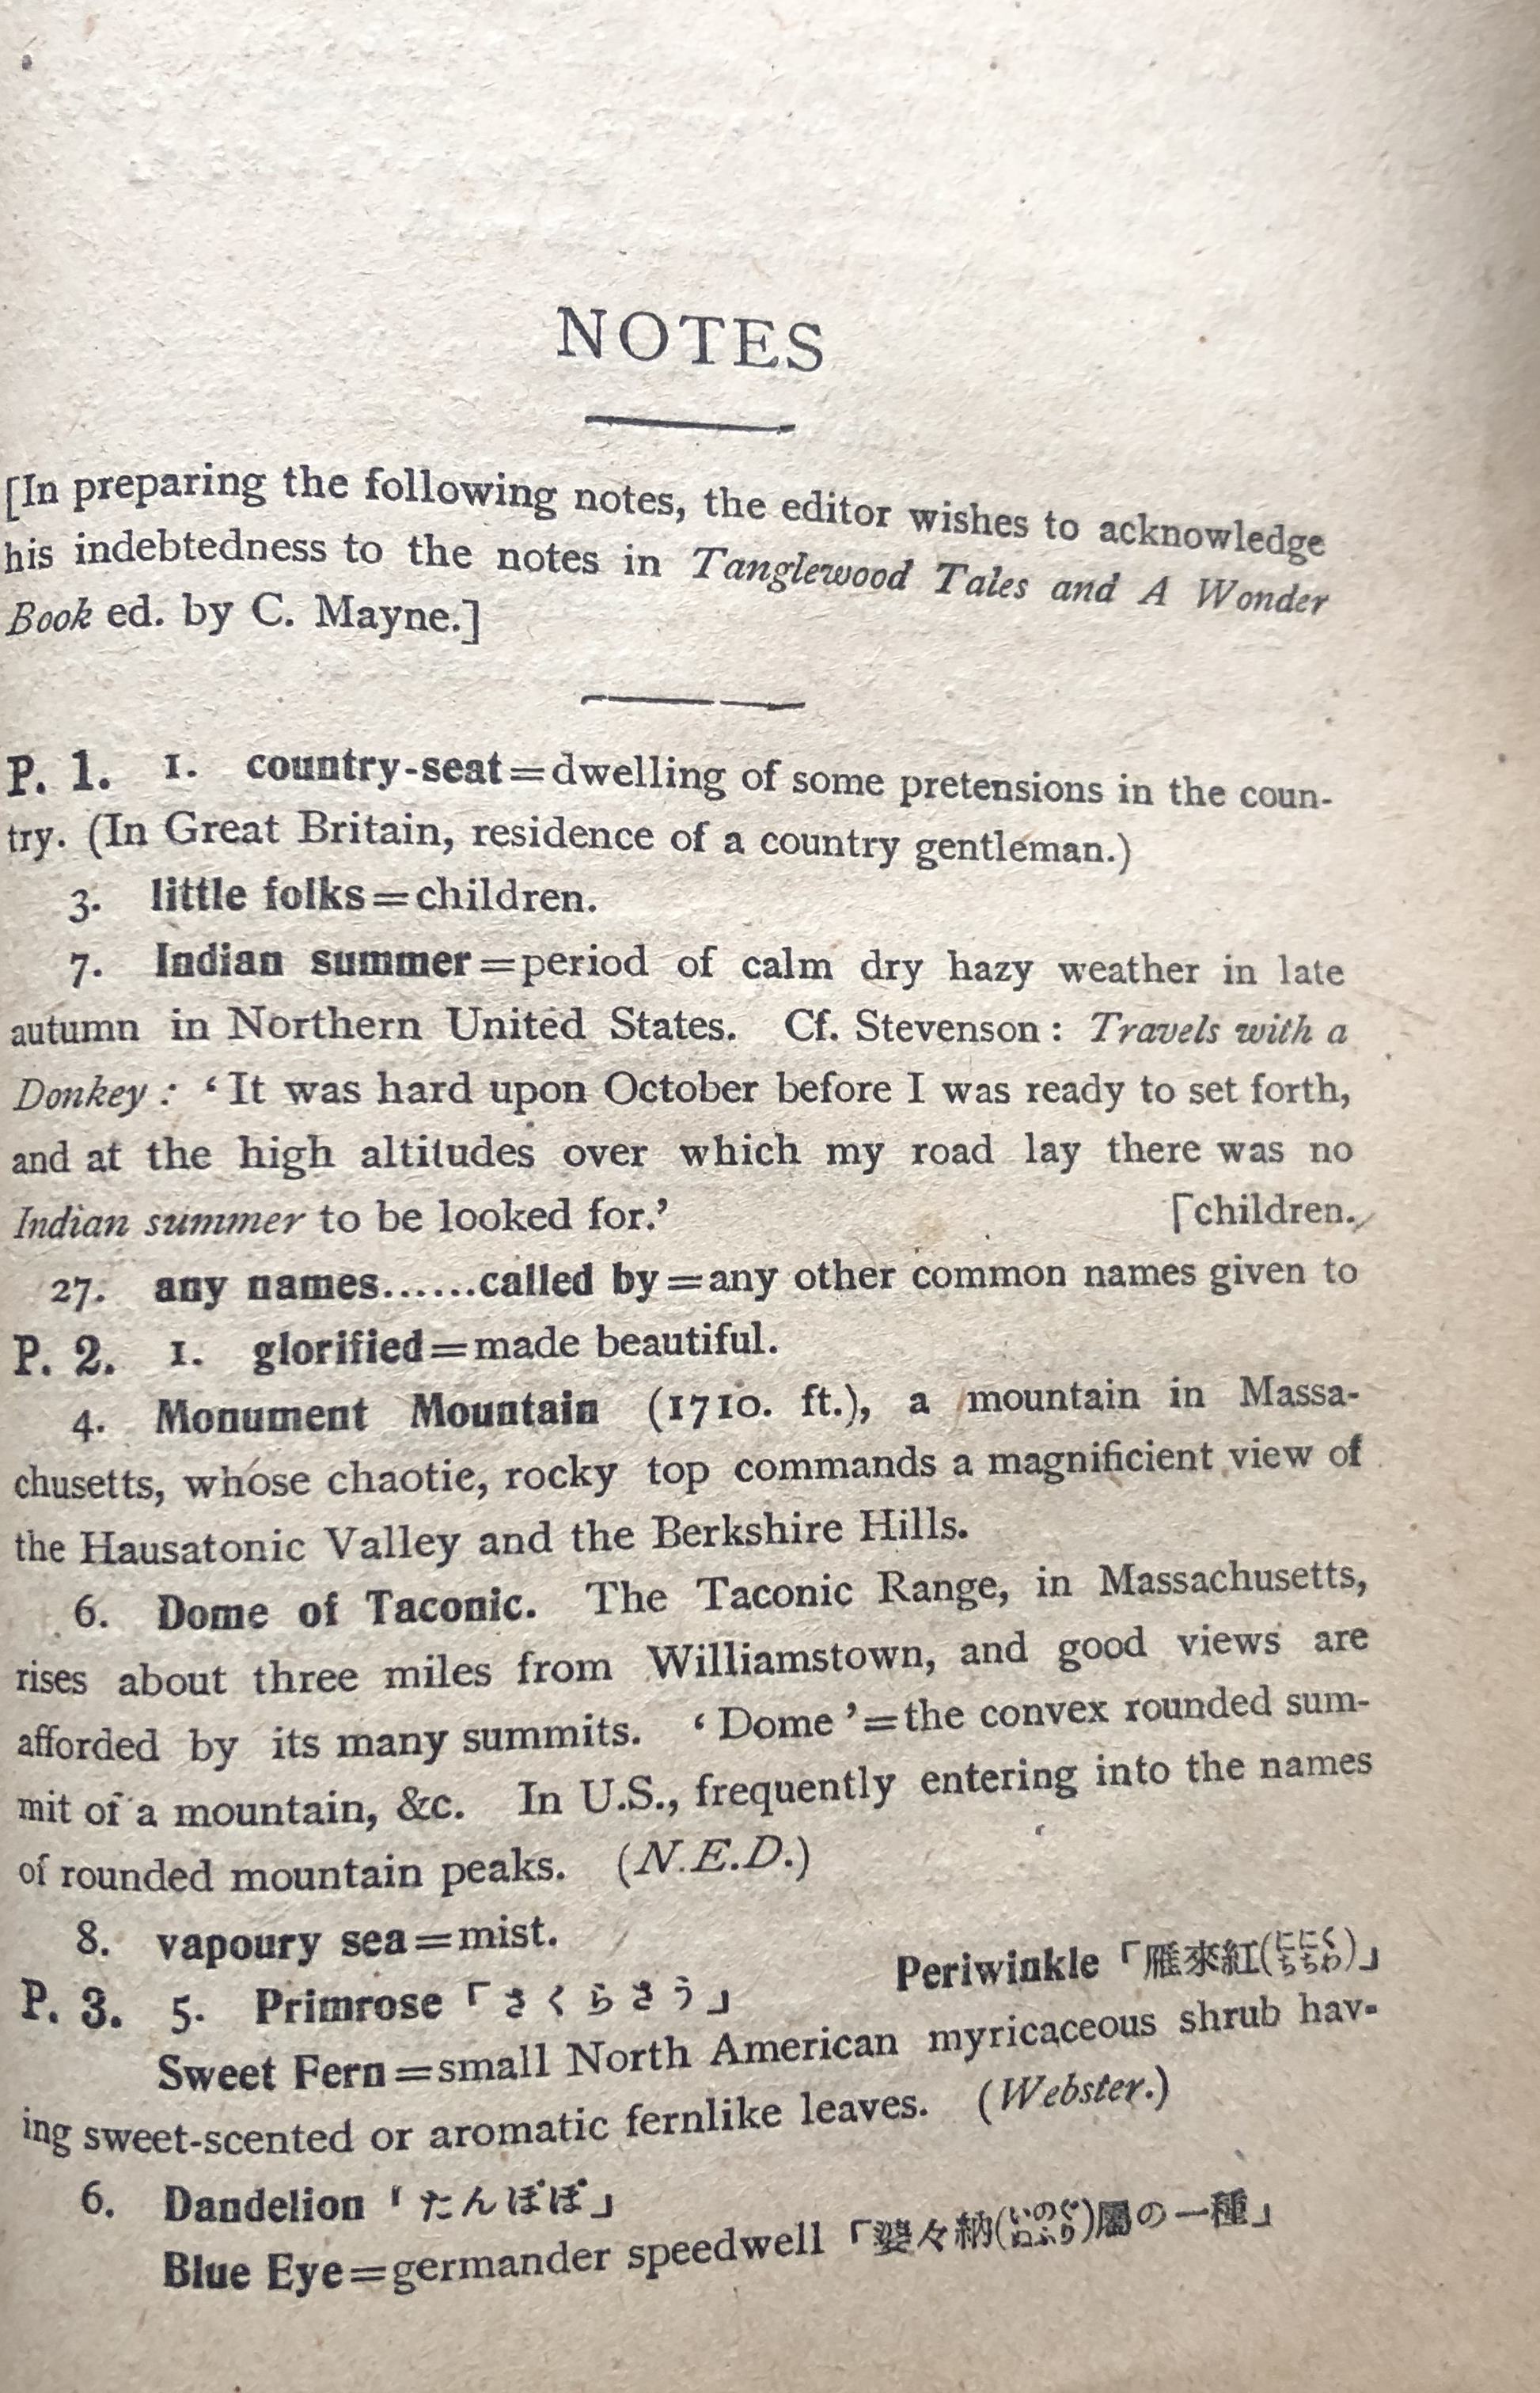 NOTES
[In preparing the following notes, the editor wishes to acknowledge
his indebtedness to the notes in Tanglewood Tales and A Wonder
Book ed. by C. Mayne.]
P. 1. 1. country-seat=dwelling of some pretensions in the coun-
try. (In Great Britain, residence of a country gentleman.)
3. little folks=children.
7. Indian summer=period of calm dry hazy weather in late
autumn in Northern United States. Cf. Stevenson: Travels with a
Donkey: ‘It was hard upon October before I was ready to set forth,
and at the high altitudes over which my road lay there was no
Indian summer to be looked for.’ ⌈children.
27. any names......called by=any other common names given to
P. 2. 1. glorified=made beautiful.
4. Monument Mountain (1710. ft.), a mountain in Massa-
chusetts, whose chaotie, rocky top commands a magnificient view of
the Hausatonic Valley and the Berkshire Hills.
6. Dome of Taconic. The Taconic Range, in Massachusetts,
rises about three miles from Williamstown, and good views are
afforded by its many summits. ‘Dome’=the convex rounded sum-
mit of a mountain, &c. In U.S., frequently entering into the names
of rounded mountain peaks. (N.E.D.)
8. vapoury sea=mist.
P. 3. 5. Primrose「さくらさう」 Periwinkle「雁來紅(にちにちくわ)」
Sweet Fern=small North American myricaceous shrub hav-
ing sweet-scented or aromatic fernlike leaves. (Webster.)
6. Dandelion「たんぽぽ」
Blue Eye=germander speedwell「婆々納(いぬのふぐり)屬の一種」